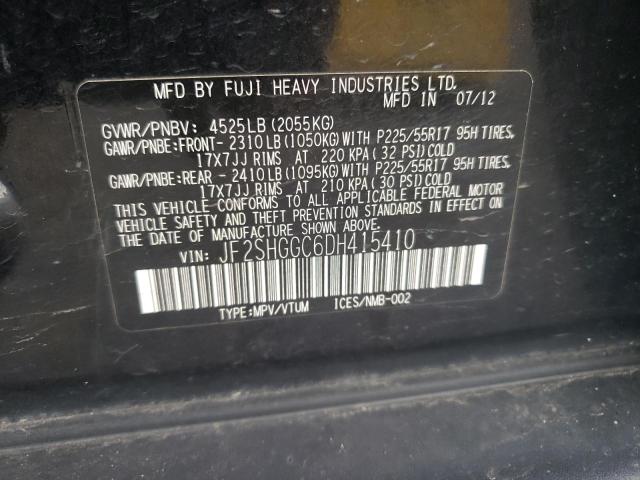 MFD BY FUJI HEAVY INDUSTRIES LTD.
MFD IN 07/12
GVWR/PNBV: 4525LB(2055KG)
GAWR/PNBE:FRONT- 2310LB(1050KG)WITH P225/55R17 95H TIRES,
17X7JJ RIMS AT 220 KPA(32 PSI)COLD
GAWR/PNBE:REAR - 2410LB(1095KG)WITH P225/55R17 95H TIRES,
17X7JJ RIMS AT 210 KPA(30 PSI)COLD
THIS VEHICLE CONFORMS TO ALL APPLICABLE FEDERAL MOTOR
VEHICLE SAFETY AND THEFT PREVENTION STANDARDS IN EFFECT ON
THE DATE OF MANUFACTURE SHOWN ABOVE.
VIN: JF2SHGGC6DH415410
TYPE:MPV/VTUM ICES/NMB-002